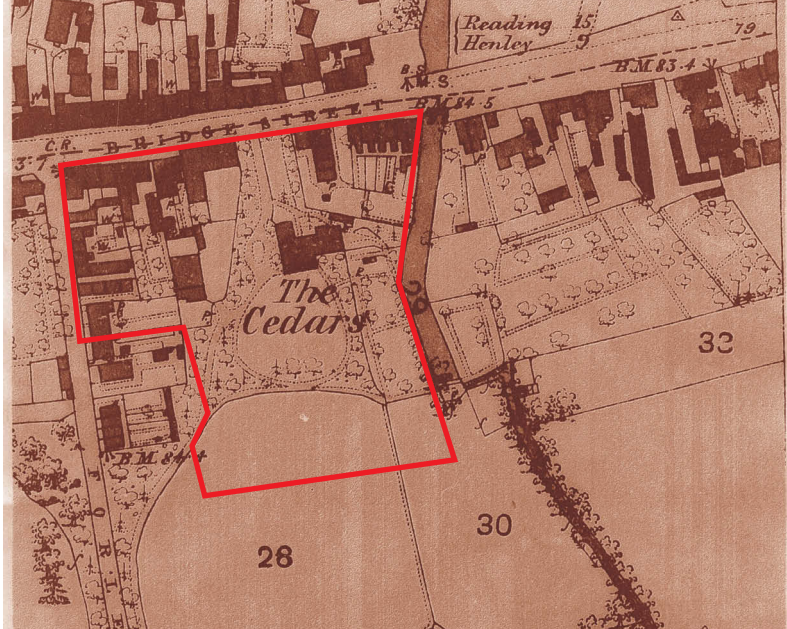 Reading 15
Henley 9
79
B.S.
M.S.
B.M. 83·4
B.M. 84·5
BRIDGE STREET
C.R.
3·7
The
Cedars
33
B.M. 84·4
30
28